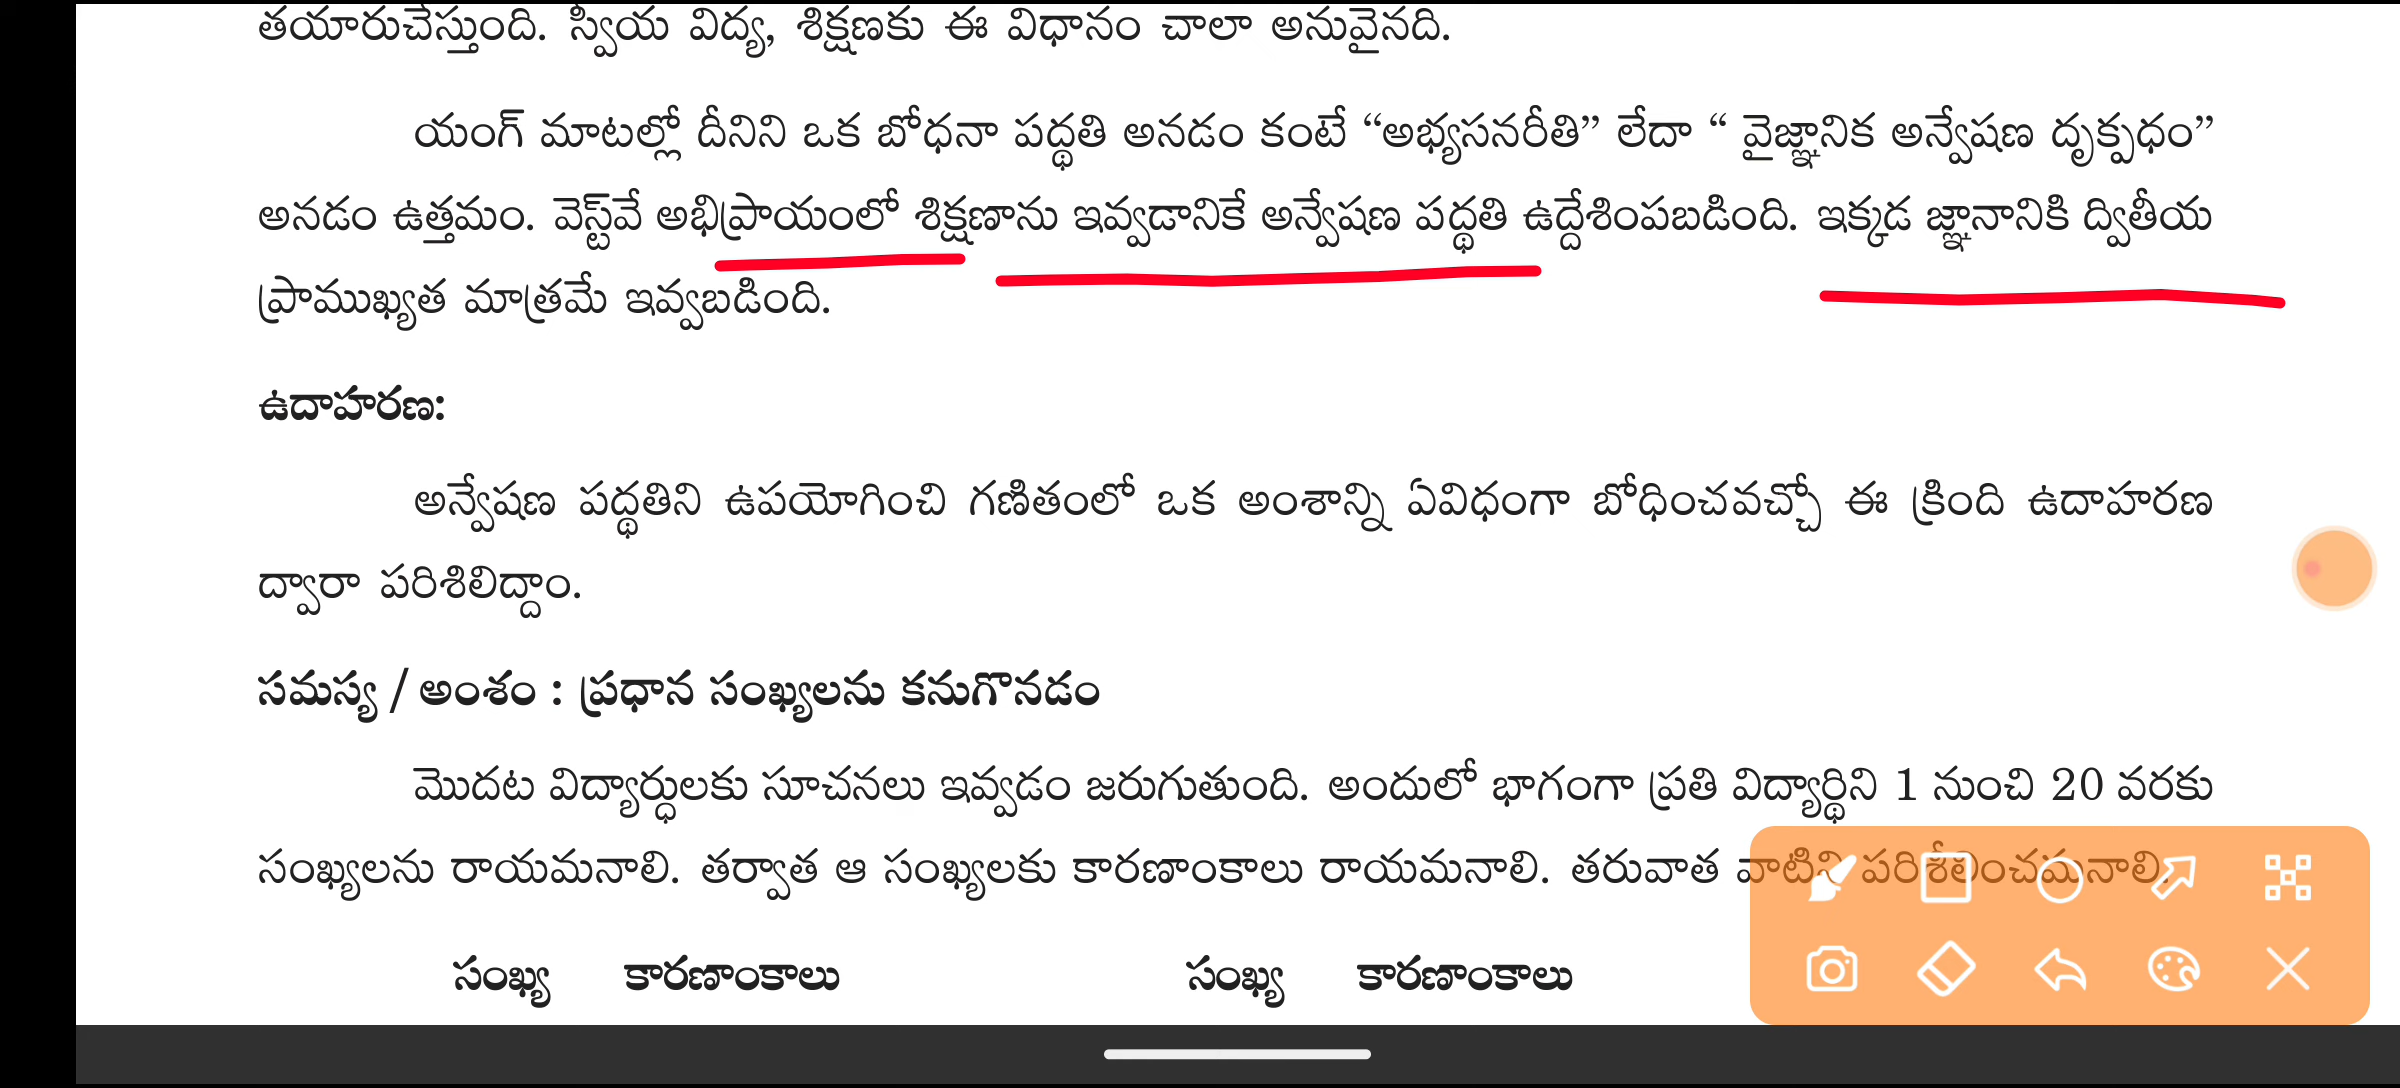 తయారుచేస్తుంది. స్వీయ విద్య, శిక్షణకు ఈ విధానం చాలా అనువైనది.
యంగ్ మాటల్లో దీనిని ఒక బోధనా పద్ధతి అనడం కంటే “అభ్యసనరీతి” లేదా “ వైజ్ఞానిక అన్వేషణ దృక్పధం”
అనడం ఉత్తమం. వెస్ట్‌వే అభిప్రాయంలో శిక్షణాను ఇవ్వడానికే అన్వేషణ పద్ధతి ఉద్దేశింపబడింది. ఇక్కడ జ్ఞానానికి ద్వితీయ
ప్రాముఖ్యత మాత్రమే ఇవ్వబడింది.
ఉదాహరణ:
అన్వేషణ పద్ధతిని ఉపయోగించి గణితంలో ఒక అంశాన్ని ఏవిధంగా బోధించవచ్చో ఈ క్రింది ఉదాహరణ
ద్వారా పరిశిలిద్దాం.
సమస్య / అంశం : ప్రధాన సంఖ్యలను కనుగొనడం
మొదట విద్యార్ధులకు సూచనలు ఇవ్వడం జరుగుతుంది. అందులో భాగంగా ప్రతి విద్యార్థిని 1 నుంచి 20 వరకు
సంఖ్యలను రాయమనాలి. తర్వాత ఆ సంఖ్యలకు కారణాంకాలు రాయమనాలి. తరువాత వాటిని పరిశీలించమనాలి.
సంఖ్య కారణాంకాలు సంఖ్య కారణాంకాలు